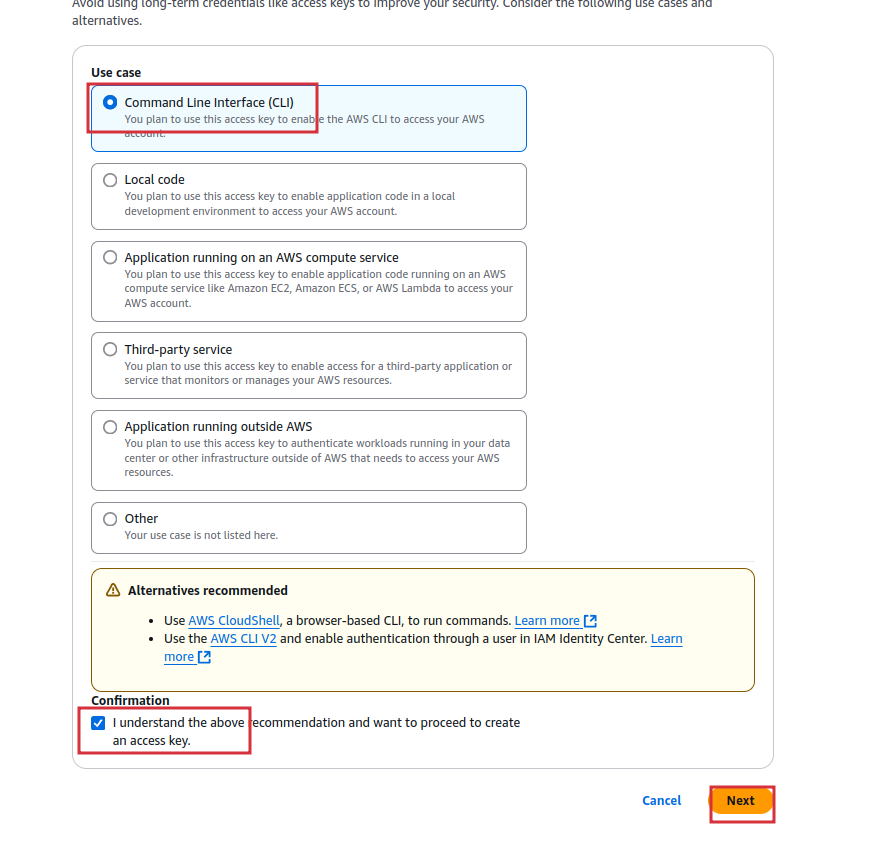 Avoid using long-term credentials like access keys to improve your security. Consider the following use cases and
alternatives.
Use case
Command Line Interface (CLI)
You plan to use this access key to enable the AWS CLI to access your AWS
account.
Local code
You plan to use this access key to enable application code in a local
development environment to access your AWS account.
Application running on an AWS compute service
You plan to use this access key to enable application code running on an AWS
compute service like Amazon EC2, Amazon ECS, or AWS Lambda to access your
AWS account.
Third-party service
You plan to use this access key to enable access for a third-party application or
service that monitors or manages your AWS resources.
Application running outside AWS
You plan to use this access key to authenticate workloads running in your data
center or other infrastructure outside of AWS that needs to access your AWS
resources.
Other
Your use case is not listed here.
Alternatives recommended
• Use AWS CloudShell, a browser-based CLI, to run commands. Learn more
• Use the AWS CLI V2 and enable authentication through a user in IAM Identity Center. Learn
more
Confirmation
I understand the above recommendation and want to proceed to create
an access key.
Cancel Next